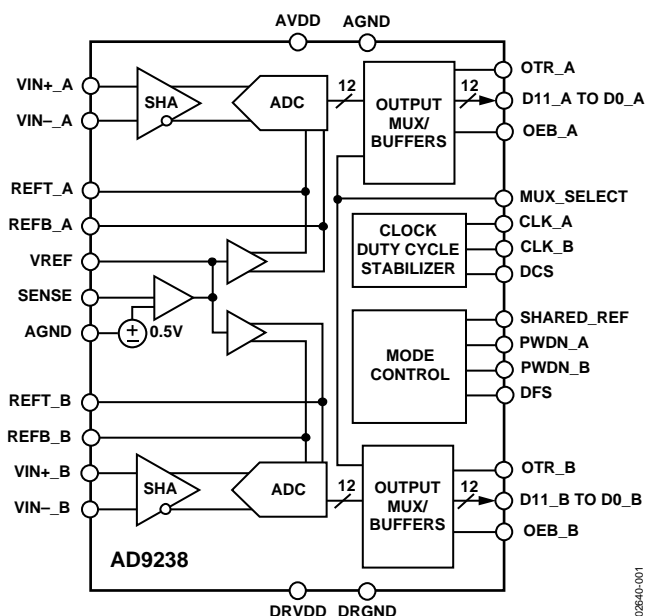 AVDD AGND
VIN+_A
VIN–_A
REFT_A
REFB_A
VREF
SENSE
AGND
REFT_B
REFB_B
VIN+_B
VIN–_B
SHA
ADC
12
OUTPUT
MUX/
BUFFERS
12
OTR_A
D11_A TO D0_A
OEB_A
MUX_SELECT
CLOCK
DUTY CYCLE
STABILIZER
CLK_A
CLK_B
DCS
0.5V
MODE
CONTROL
SHARED_REF
PWDN_A
PWDN_B
DFS
SHA
ADC
12
OUTPUT
MUX/
BUFFERS
12
OTR_B
D11_B TO D0_B
OEB_B
AD9238
DRVDD DRGND
02640-001